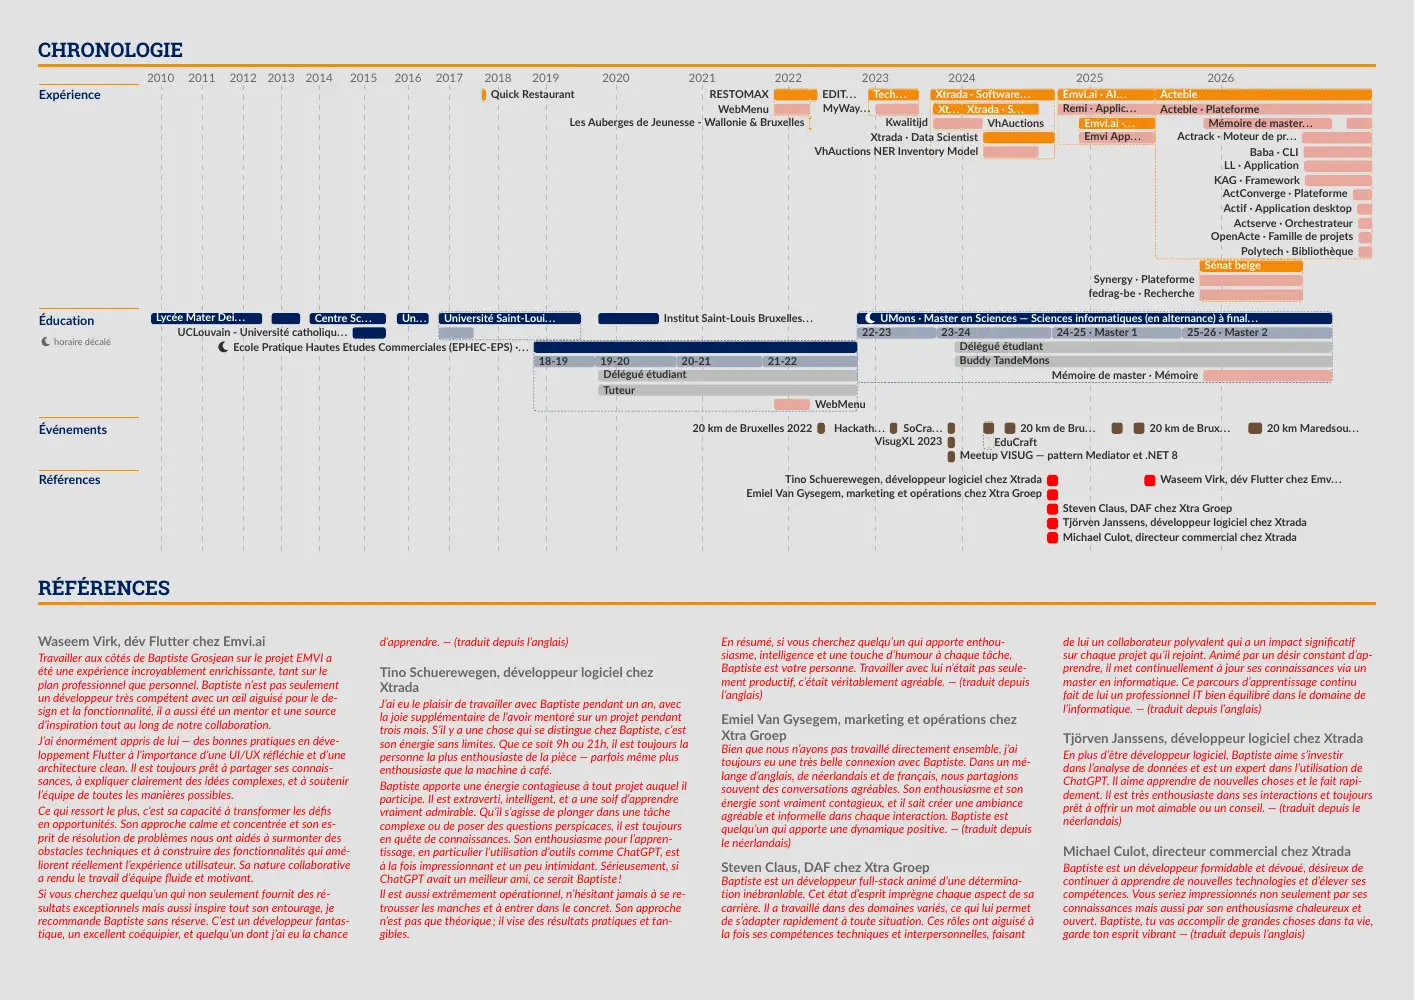 CHRONOLOGIE
2010 2011 2012 2013 2014 2015 2016 2017 2018 2019 2020 2021 2022 2023 2024 2025 2026
Expérience
Quick Restaurant
RESTOMAX
EDIT…
Tech…
Xtrada · Software…
Emvi.ai · AI…
Acteble
WebMenu
MyWay…
Xt…
Xtrada · S…
Remi · Applic…
Acteble · Plateforme
Les Auberges de Jeunesse - Wallonie & Bruxelles
Kwalitijd
VhAuctions
Emvi.ai ·…
Mémoire de master…
Xtrada · Data Scientist
Emvi App…
Actrack · Moteur de pr…
VhAuctions NER Inventory Model
Baba · CLI
LL · Application
KAG · Framework
ActConverge · Plateforme
Actif · Application desktop
Actserve · Orchestrateur
OpenActe · Famille de projets
Polytech · Bibliothèque
Sénat belge
Synergy · Plateforme
fedrag-be · Recherche
Éducation
horaire décalé
Lycée Mater Dei…
Centre Sc…
Un…
Université Saint-Loui…
Institut Saint-Louis Bruxelles…
UMons · Master en Sciences — Sciences informatiques (en alternance) à final…
UCLouvain - Université catholiqu…
22-23
23-24
24-25 · Master 1
25-26 · Master 2
Ecole Pratique Hautes Etudes Commerciales (EPHEC-EPS) ·…
Délégué étudiant
18-19
19-20
20-21
21-22
Buddy TandeMons
Délégué étudiant
Mémoire de master · Mémoire
Tuteur
WebMenu
Événements
20 km de Bruxelles 2022
Hackath…
SoCra…
20 km de Bru…
20 km de Brux…
20 km Maredsou…
VisugXL 2023
EduCraft
Meetup VISUG — pattern Mediator et .NET 8
Références
Tino Schuerewegen, développeur logiciel chez Xtrada
Waseem Virk, dév Flutter chez Emv…
Emiel Van Gysegem, marketing et opérations chez Xtra Groep
Steven Claus, DAF chez Xtra Groep
Tjörven Janssens, développeur logiciel chez Xtrada
Michael Culot, directeur commercial chez Xtrada
RÉFÉRENCES
Waseem Virk, dév Flutter chez Emvi.ai
Travailler aux côtés de Baptiste Grosjean sur le projet EMVI a
été une expérience incroyablement enrichissante, tant sur le
plan professionnel que personnel. Baptiste n'est pas seulement
un développeur très compétent avec un œil aiguisé pour le de-
sign et la fonctionnalité, il a aussi été un mentor et une source
d'inspiration tout au long de notre collaboration.
J'ai énormément appris de lui — des bonnes pratiques en déve-
loppement Flutter à l'importance d'une UI/UX réfléchie et d'une
architecture clean. Il est toujours prêt à partager ses connais-
sances, à expliquer clairement des idées complexes, et à soutenir
l'équipe de toutes les manières possibles.
Ce qui ressort le plus, c'est sa capacité à transformer les défis
en opportunités. Son approche calme et concentrée et son es-
prit de résolution de problèmes nous ont aidés à surmonter des
obstacles techniques et à construire des fonctionnalités qui amé-
liorent réellement l'expérience utilisateur. Sa nature collaborative
a rendu le travail d'équipe fluide et motivant.
Si vous cherchez quelqu'un qui non seulement fournit des ré-
sultats exceptionnels mais aussi inspire tout son entourage, je
recommande Baptiste sans réserve. C'est un développeur fantas-
tique, un excellent coéquipier, et quelqu'un dont j'ai eu la chance
d'apprendre. — (traduit depuis l'anglais)
Tino Schuerewegen, développeur logiciel chez
Xtrada
J'ai eu le plaisir de travailler avec Baptiste pendant un an, avec
la joie supplémentaire de l'avoir mentoré sur un projet pendant
trois mois. S'il y a une chose qui se distingue chez Baptiste, c'est
son énergie sans limites. Que ce soit 9h ou 21h, il est toujours la
personne la plus enthousiaste de la pièce — parfois même plus
enthousiaste que la machine à café.
Baptiste apporte une énergie contagieuse à tout projet auquel il
participe. Il est extraverti, intelligent, et a une soif d'apprendre
vraiment admirable. Qu'il s'agisse de plonger dans une tâche
complexe ou de poser des questions perspicaces, il est toujours
en quête de connaissances. Son enthousiasme pour l'appren-
tissage, en particulier l'utilisation d'outils comme ChatGPT, est
à la fois impressionnant et un peu intimidant. Sérieusement, si
ChatGPT avait un meilleur ami, ce serait Baptiste !
Il est aussi extrêmement opérationnel, n'hésitant jamais à se re-
trousser les manches et à entrer dans le concret. Son approche
n'est pas que théorique ; il vise des résultats pratiques et tan-
gibles.
En résumé, si vous cherchez quelqu'un qui apporte enthou-
siasme, intelligence et une touche d'humour à chaque tâche,
Baptiste est votre personne. Travailler avec lui n'était pas seule-
ment productif, c'était véritablement agréable. — (traduit depuis
l'anglais)
Emiel Van Gysegem, marketing et opérations chez
Xtra Groep
Bien que nous n'ayons pas travaillé directement ensemble, j'ai
toujours eu une très belle connexion avec Baptiste. Dans un mé-
lange d'anglais, de néerlandais et de français, nous partagions
souvent des conversations agréables. Son enthousiasme et son
énergie sont vraiment contagieux, et il sait créer une ambiance
agréable et informelle dans chaque interaction. Baptiste est
quelqu'un qui apporte une dynamique positive. — (traduit depuis
le néerlandais)
Steven Claus, DAF chez Xtra Groep
Baptiste est un développeur full-stack animé d'une détermina-
tion inébranlable. Cet état d'esprit imprègne chaque aspect de sa
carrière. Il a travaillé dans des domaines variés, ce qui lui permet
de s'adapter rapidement à toute situation. Ces rôles ont aiguisé à
la fois ses compétences techniques et interpersonnelles, faisant
de lui un collaborateur polyvalent qui a un impact significatif
sur chaque projet qu'il rejoint. Animé par un désir constant d'ap-
prendre, il met continuellement à jour ses connaissances via un
master en informatique. Ce parcours d'apprentissage continu
fait de lui un professionnel IT bien équilibré dans le domaine de
l'informatique. — (traduit depuis l'anglais)
Tjörven Janssens, développeur logiciel chez Xtrada
En plus d'être développeur logiciel, Baptiste aime s'investir
dans l'analyse de données et est un expert dans l'utilisation de
ChatGPT. Il aime apprendre de nouvelles choses et le fait rapi-
dement. Il est très enthousiaste dans ses interactions et toujours
prêt à offrir un mot aimable ou un conseil. — (traduit depuis le
néerlandais)
Michael Culot, directeur commercial chez Xtrada
Baptiste est un développeur formidable et dévoué, désireux de
continuer à apprendre de nouvelles technologies et d'élever ses
compétences. Vous seriez impressionnés non seulement par ses
connaissances mais aussi par son enthousiasme chaleureux et
ouvert. Baptiste, tu vas accomplir de grandes choses dans ta vie,
garde ton esprit vibrant — (traduit depuis l'anglais)